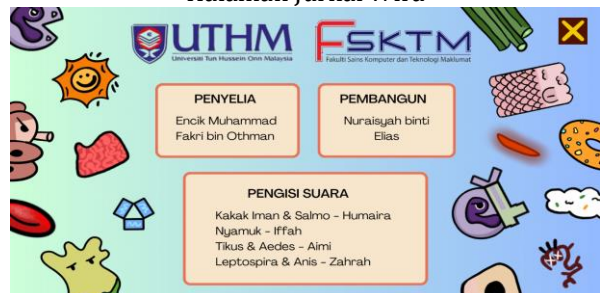 UTHM
Universiti Tun Hussein Onn Malaysia
FSKTM
Fakulti Sains Komputer dan Teknologi Maklumat
PENYELIA
Encik Muhammad
Fakri bin Othman
PEMBANGUN
Nuraisyah binti
Elias
PENGISI SUARA
Kakak Iman & Salmo - Humaira
Nyamuk - Iffah
Tikus & Aedes - Aimi
Leptospira & Anis - Zahrah